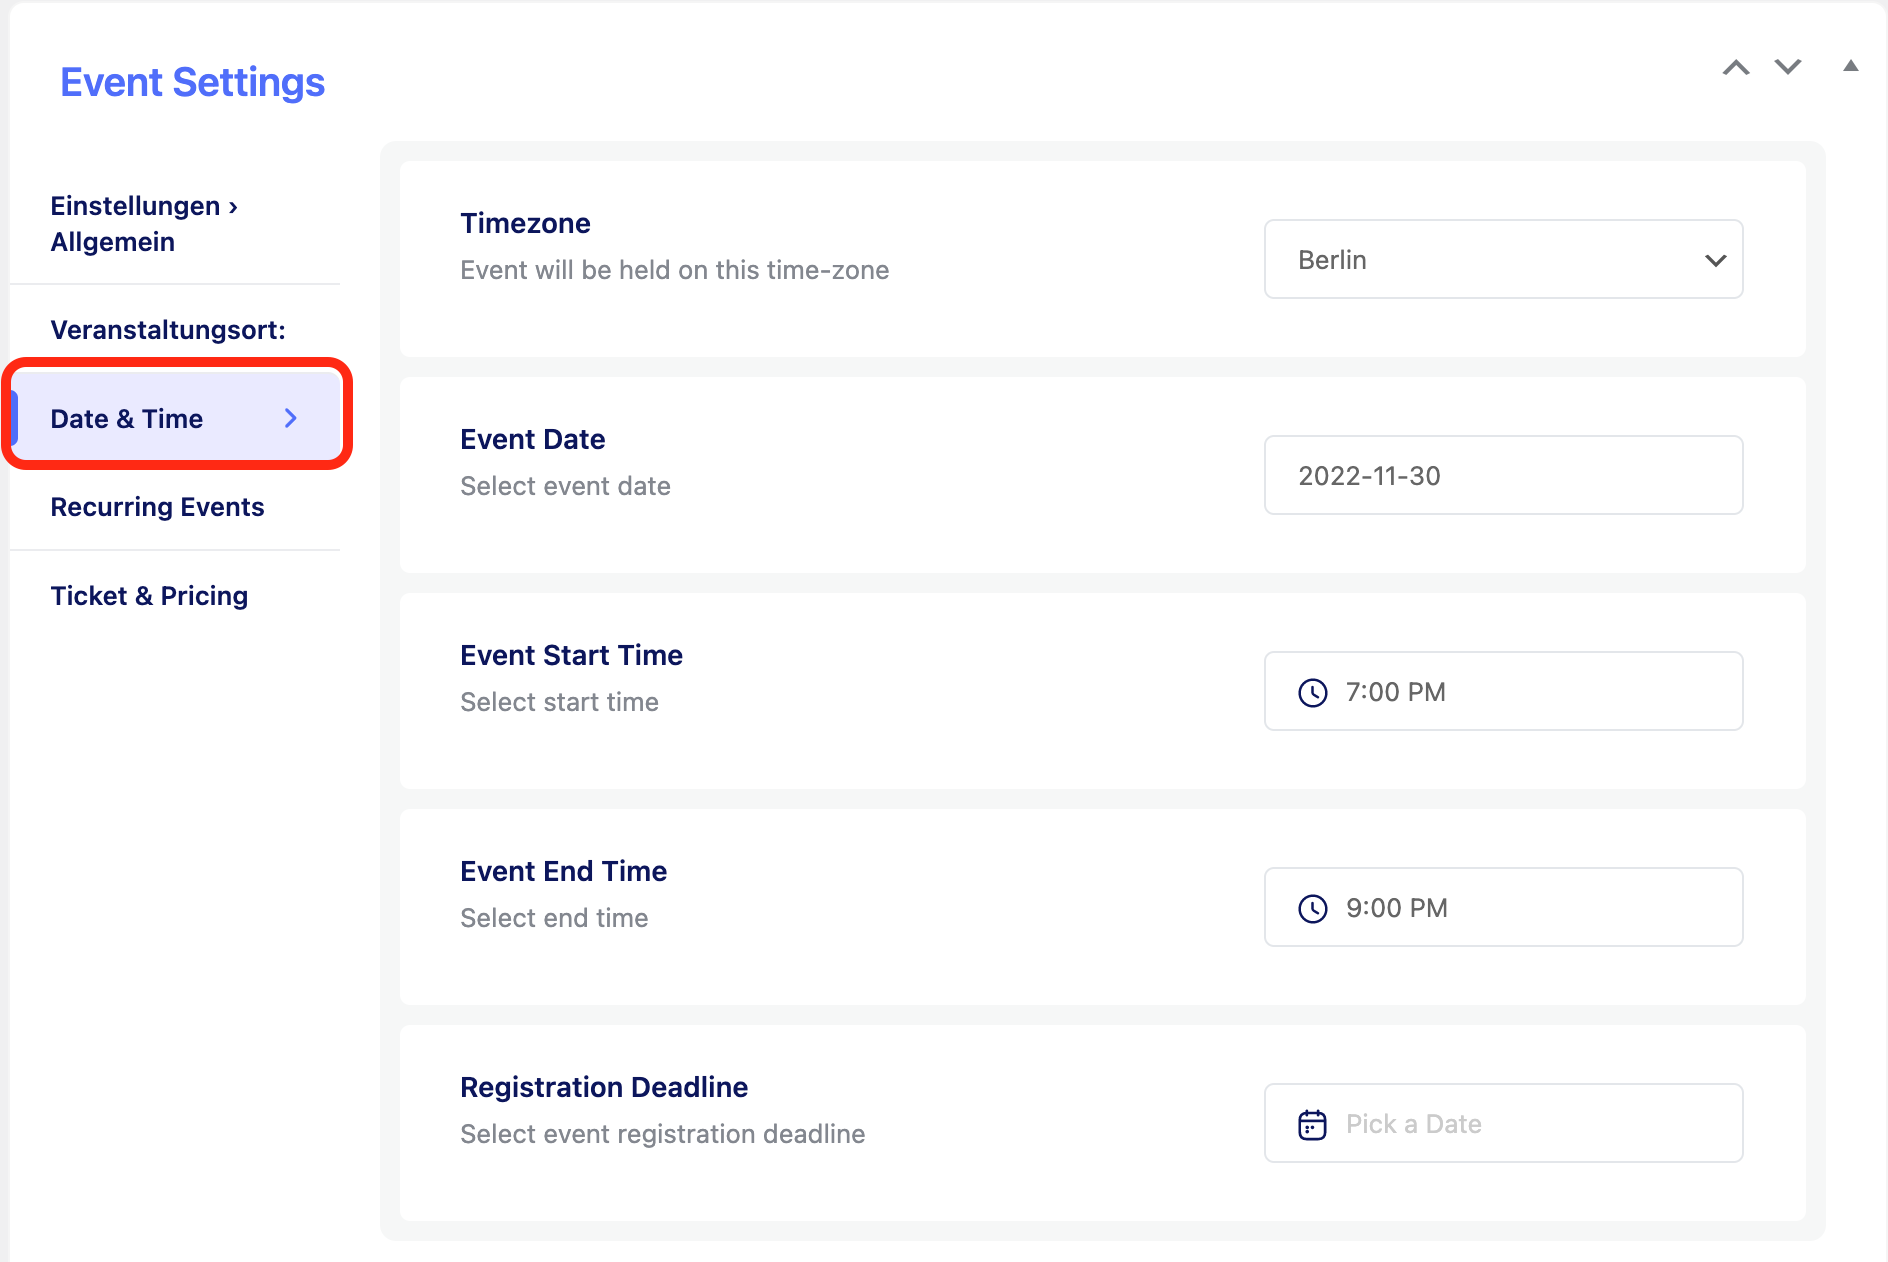 Event Settings
Einstellungen ›
Allgemein
Veranstaltungsort:
Date & Time
Recurring Events
Ticket & Pricing
Timezone
Event will be held on this time-zone
Berlin
Event Date
Select event date
2022-11-30
Event Start Time
Select start time
7:00 PM
Event End Time
Select end time
9:00 PM
Registration Deadline
Select event registration deadline
Pick a Date